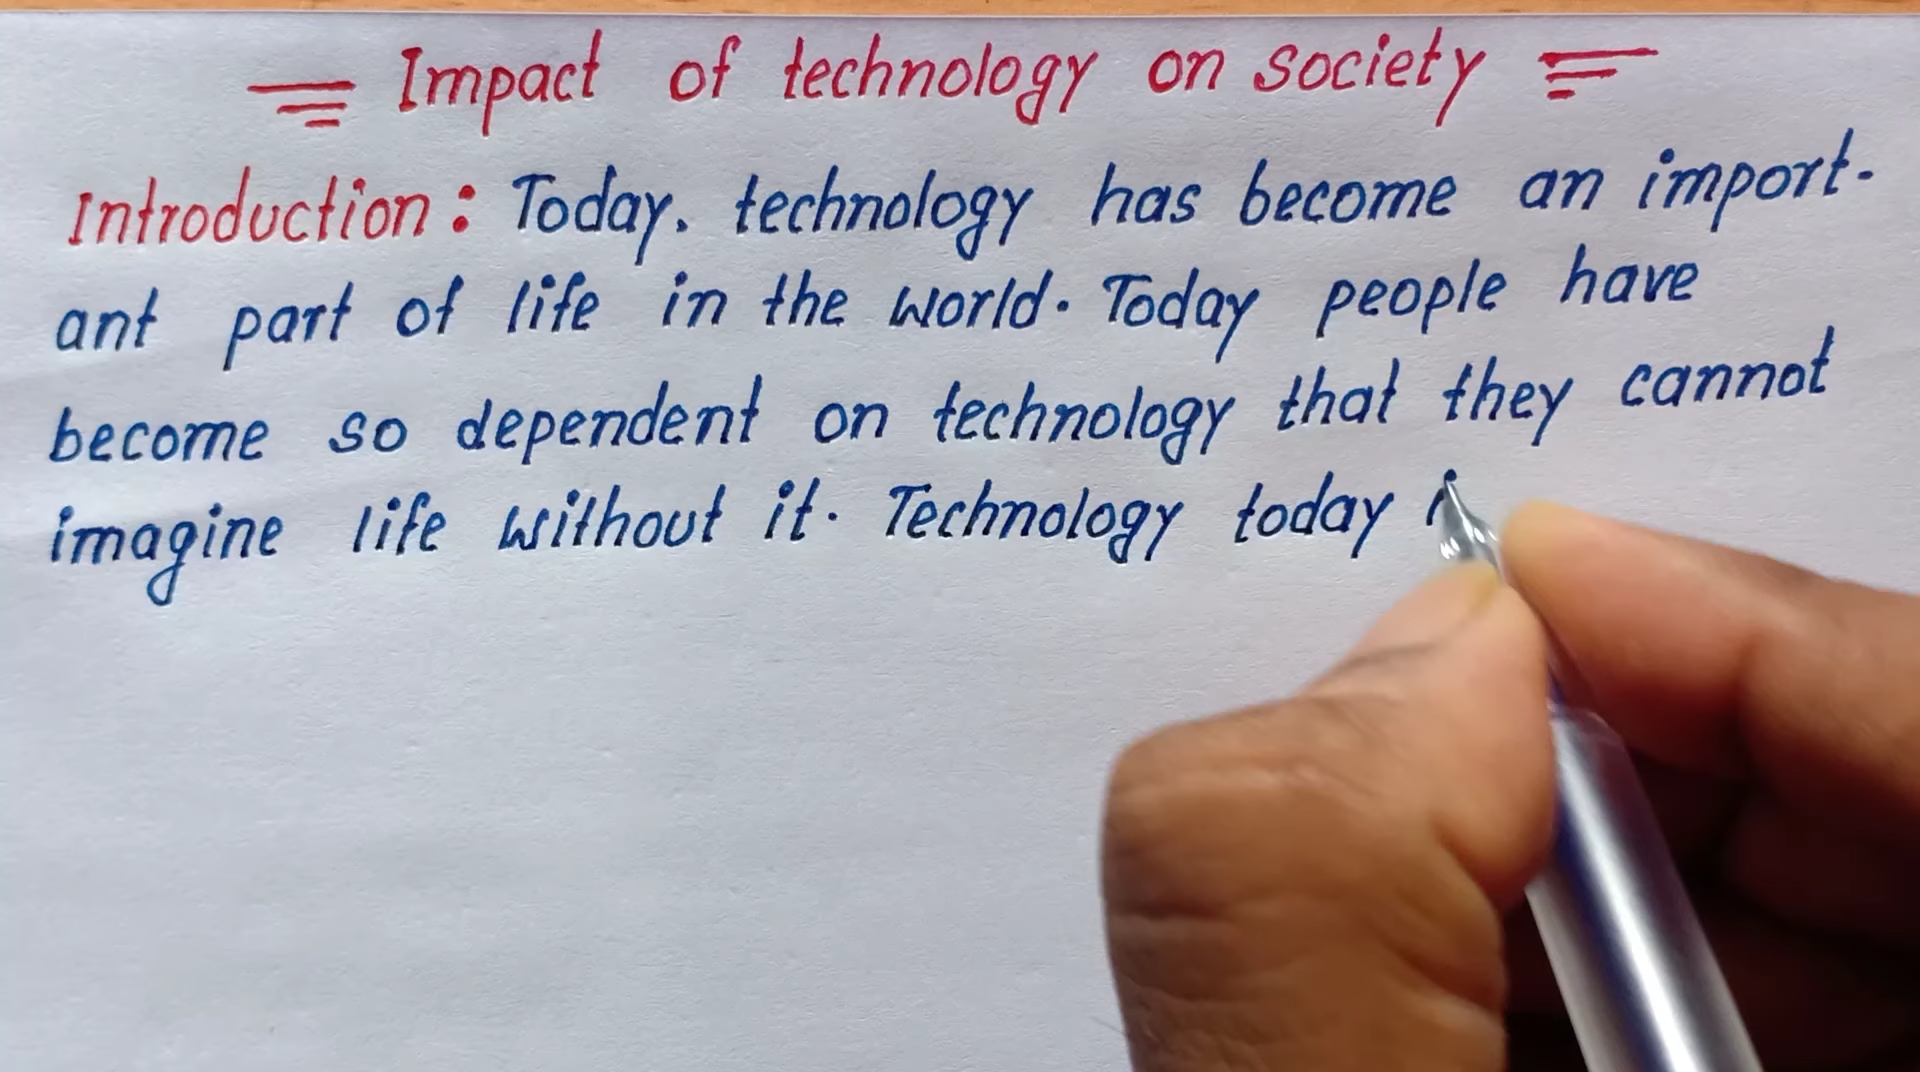 Impact of technology on society
Introduction: Today, technology has become an import-
ant part of life in the world. Today people have
become so dependent on technology that they cannot
imagine life without it. Technology today i